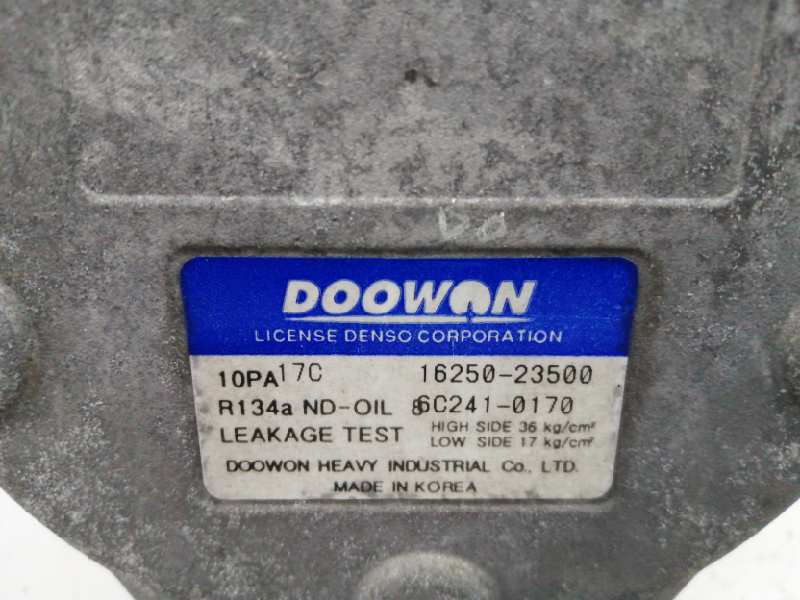 DOOWON
LICENSE DENSO CORPORATION
10PA17C 16250-23500
R134a ND-OIL 8 6C241-0170
LEAKAGE TEST HIGH SIDE 36 kg/cm²
LOW SIDE 17 kg/cm²
DOOWON HEAVY INDUSTRIAL Co., LTD.
MADE IN KOREA